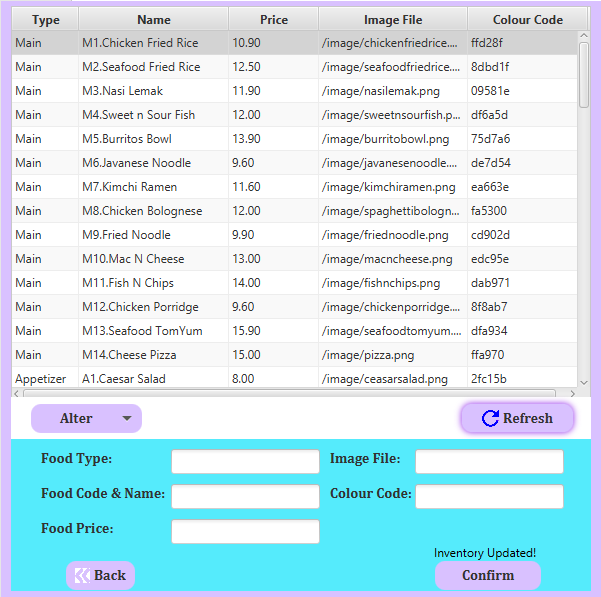 Type Name Price Image File Colour Code
Main M1.Chicken Fried Rice 10.90 /image/chickenfriedrice.... ffd28f
Main M2.Seafood Fried Rice 12.50 /image/seafoodfriedrice.... 8dbd1f
Main M3.Nasi Lemak 11.90 /image/nasilemak.png 09581e
Main M4.Sweet n Sour Fish 12.00 /image/sweetnsourfish.p... df6a5d
Main M5.Burritos Bowl 13.90 /image/burritobowl.png 75d7a6
Main M6.Javanese Noodle 9.60 /image/javanesenoodle.... de7d54
Main M7.Kimchi Ramen 11.60 /image/kimchiramen.png ea663e
Main M8.Chicken Bolognese 12.00 /image/spaghettibologn... fa5300
Main M9.Fried Noodle 9.90 /image/friednoodle.png cd902d
Main M10.Mac N Cheese 13.00 /image/macncheese.png edc95e
Main M11.Fish N Chips 14.00 /image/fishnchips.png dab971
Main M12.Chicken Porridge 9.60 /image/chickenporridge.... 8f8ab7
Main M13.Seafood TomYum 15.90 /image/seafoodtomyum.... dfa934
Main M14.Cheese Pizza 15.00 /image/pizza.png ffa970
Appetizer A1.Caesar Salad 8.00 /image/ceasarsalad.png 2fc15b
Alter Refresh
Food Type: Image File:
Food Code & Name: Colour Code:
Food Price:
Inventory Updated!
Back Confirm